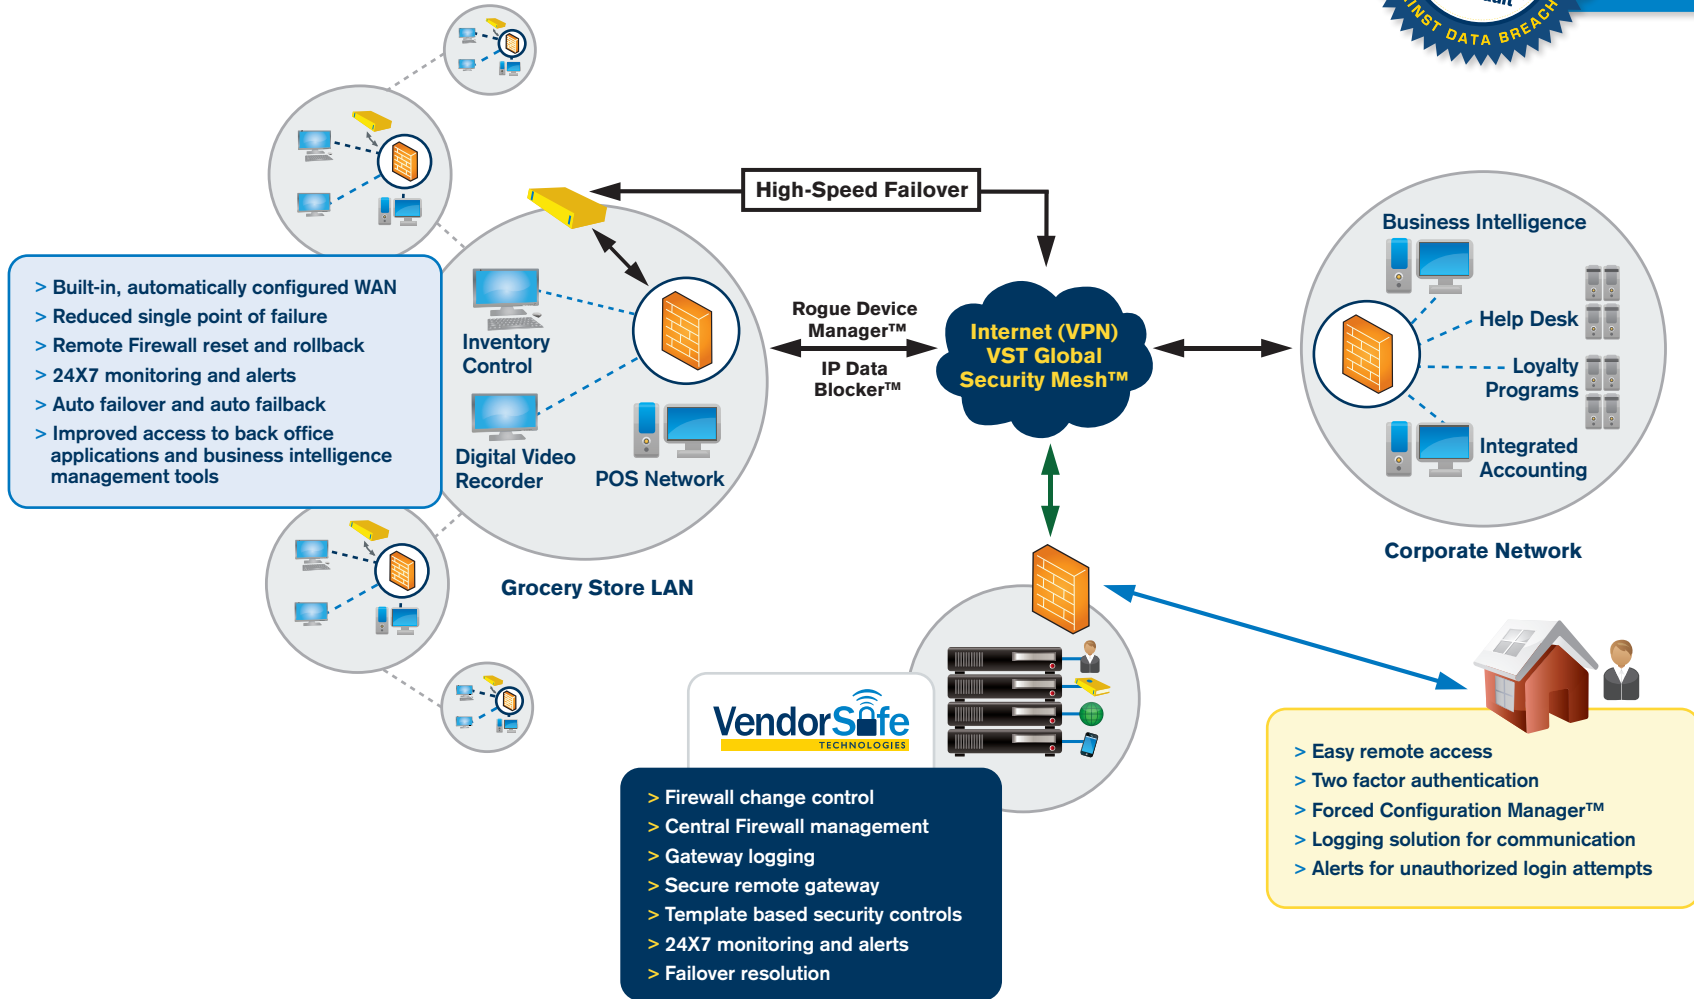 INST DATA BREACH
High-Speed Failover
> Built-in, automatically configured WAN
> Reduced single point of failure
> Remote Firewall reset and rollback
> 24X7 monitoring and alerts
> Auto failover and auto failback
> Improved access to back office
applications and business intelligence
management tools
Inventory
Control
Digital Video
Recorder
POS Network
Grocery Store LAN
Rogue Device
Manager™
IP Data
Blocker™
Internet (VPN)
VST Global
Security Mesh™
Business Intelligence
Help Desk
Loyalty
Programs
Integrated
Accounting
Corporate Network
VendorSafe
TECHNOLOGIES
> Firewall change control
> Central Firewall management
> Gateway logging
> Secure remote gateway
> Template based security controls
> 24X7 monitoring and alerts
> Failover resolution
> Easy remote access
> Two factor authentication
> Forced Configuration Manager™
> Logging solution for communication
> Alerts for unauthorized login attempts